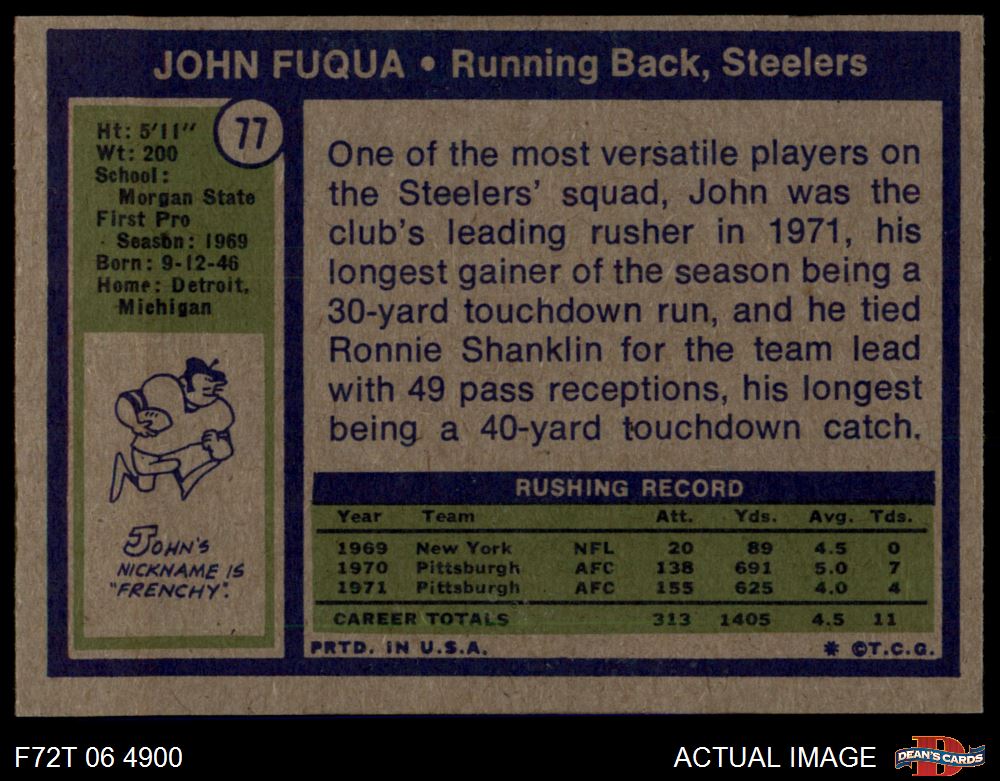 JOHN FUQUA • Running Back, Steelers
77
Ht: 5'11"
Wt: 200
School:
Morgan State
First Pro
Season: 1969
Born: 9-12-46
Home: Detroit,
Michigan
JOHN'S
NICKNAME IS
"FRENCHY".
One of the most versatile players on
the Steelers' squad, John was the
club's leading rusher in 1971, his
longest gainer of the season being a
30-yard touchdown run, and he tied
Ronnie Shanklin for the team lead
with 49 pass receptions, his longest
being a 40-yard touchdown catch.
RUSHING RECORD
Year Team Att. Yds. Avg. Tds.
1969 New York NFL 20 89 4.5 0
1970 Pittsburgh AFC 138 691 5.0 7
1971 Pittsburgh AFC 155 625 4.0 4
CAREER TOTALS 313 1405 4.5 11
PRTD. IN U.S.A. * ©T.C.G.
F72T 06 4900 ACTUAL IMAGE D DEAN'S CARDS